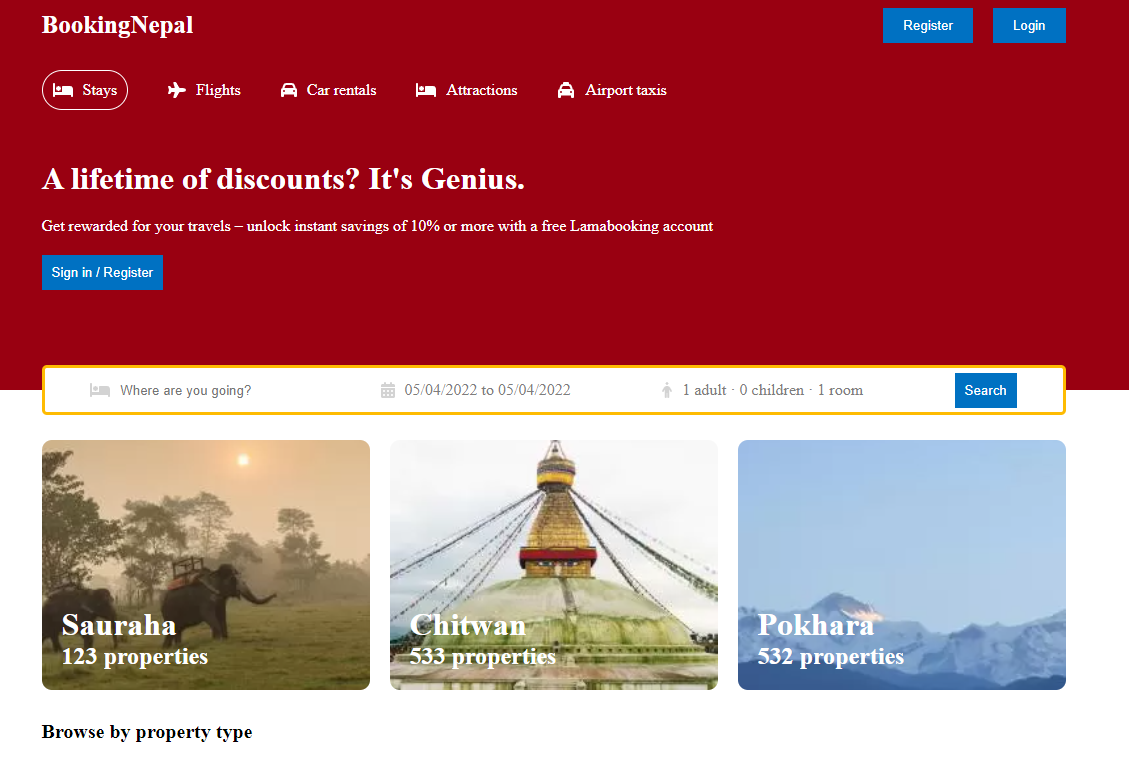 BookingNepal
Register
Login
Stays
Flights
Car rentals
Attractions
Airport taxis
A lifetime of discounts? It's Genius.
Get rewarded for your travels – unlock instant savings of 10% or more with a free Lamabooking account
Sign in / Register
Where are you going?
05/04/2022 to 05/04/2022
1 adult · 0 children · 1 room
Search
Sauraha
123 properties
Chitwan
533 properties
Pokhara
532 properties
Browse by property type